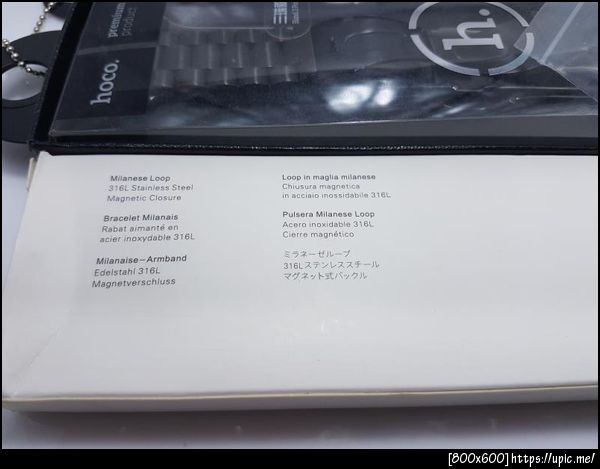 hoco.
premium
product.
h.
Milanese Loop
316L Stainless Steel
Magnetic Closure
Bracelet Milanais
Rabat aimanté en
acier inoxydable 316L
Milanaise-Armband
Edelstahl 316L
Magnetverschluss
Loop in maglia milanese
Chiusura magnetica
in acciaio inossidabile 316L
Pulsera Milanese Loop
Acero inoxidable 316L
Cierre magnético
ミラネーゼループ
316Lステンレススチール
マグネット式バックル
[800x600] https://upic.me/